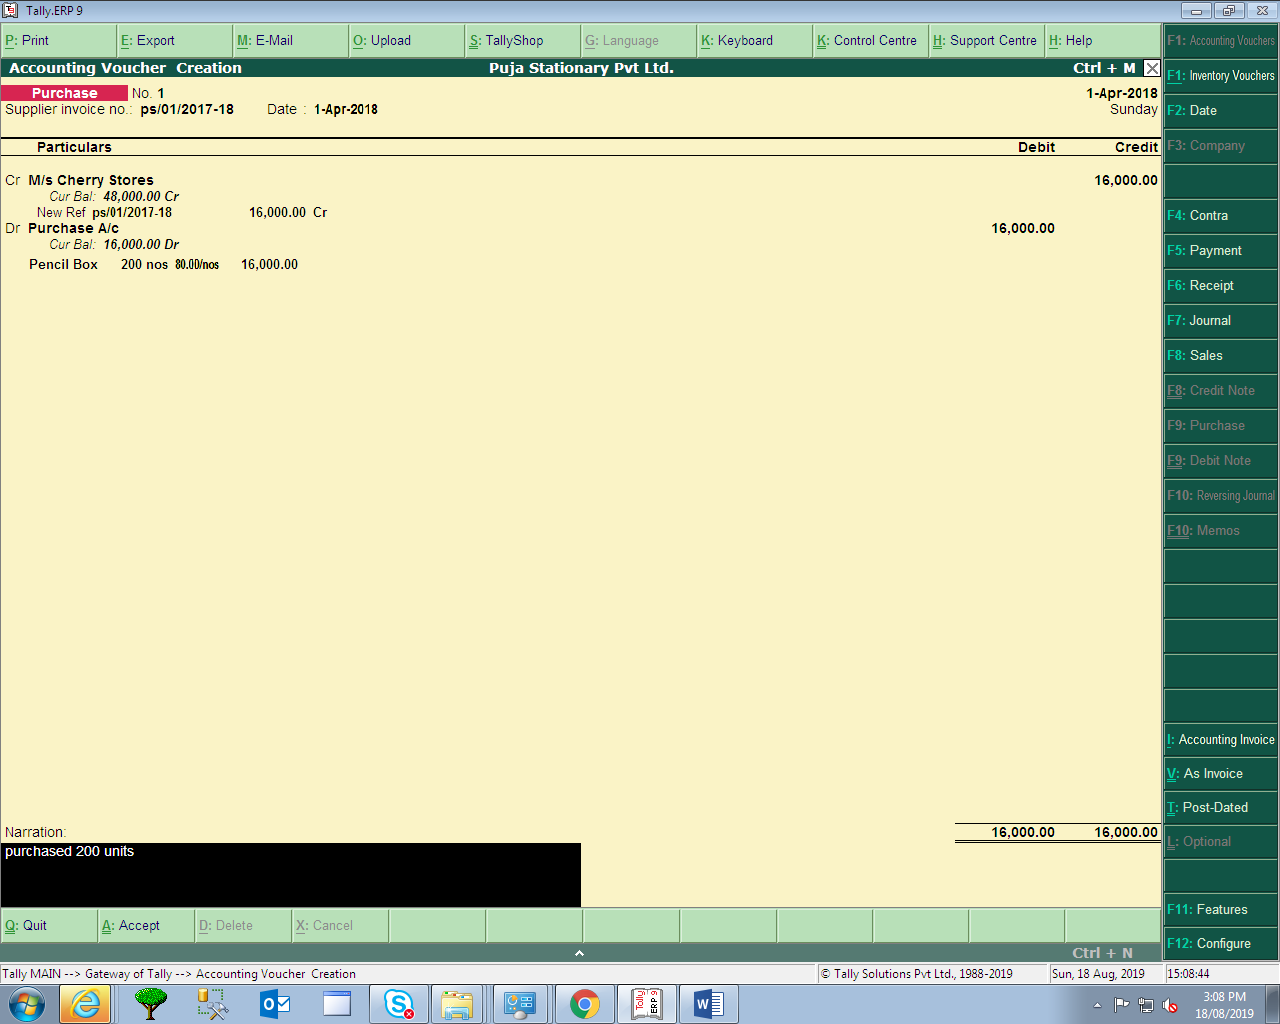 Tally.ERP 9
P: Print E: Export M: E-Mail O: Upload S: TallyShop G: Language K: Keyboard K: Control Centre H: Support Centre H: Help
Accounting Voucher Creation Puja Stationary Pvt Ltd. Ctrl + M
Purchase No. 1 1-Apr-2018
Supplier invoice no.: ps/01/2017-18 Date : 1-Apr-2018 Sunday
Particulars Debit Credit
Cr M/s Cherry Stores 16,000.00
Cur Bal: 48,000.00 Cr
New Ref ps/01/2017-18 16,000.00 Cr
Dr Purchase A/c 16,000.00
Cur Bal: 16,000.00 Dr
Pencil Box 200 nos 80.00/nos 16,000.00
Narration: 16,000.00 16,000.00
purchased 200 units
Q: Quit A: Accept D: Delete X: Cancel
Ctrl + N
F1: Accounting Vouchers
F1: Inventory Vouchers
F2: Date
F3: Company
F4: Contra
F5: Payment
F6: Receipt
F7: Journal
F8: Sales
F8: Credit Note
F9: Purchase
F9: Debit Note
F10: Reversing Journal
F10: Memos
I: Accounting Invoice
V: As Invoice
T: Post-Dated
L: Optional
F11: Features
F12: Configure
Tally MAIN --> Gateway of Tally --> Accounting Voucher Creation © Tally Solutions Pvt Ltd., 1988-2019 Sun, 18 Aug, 2019 15:08:44
Tally
ERP 9
3:08 PM
18/08/2019